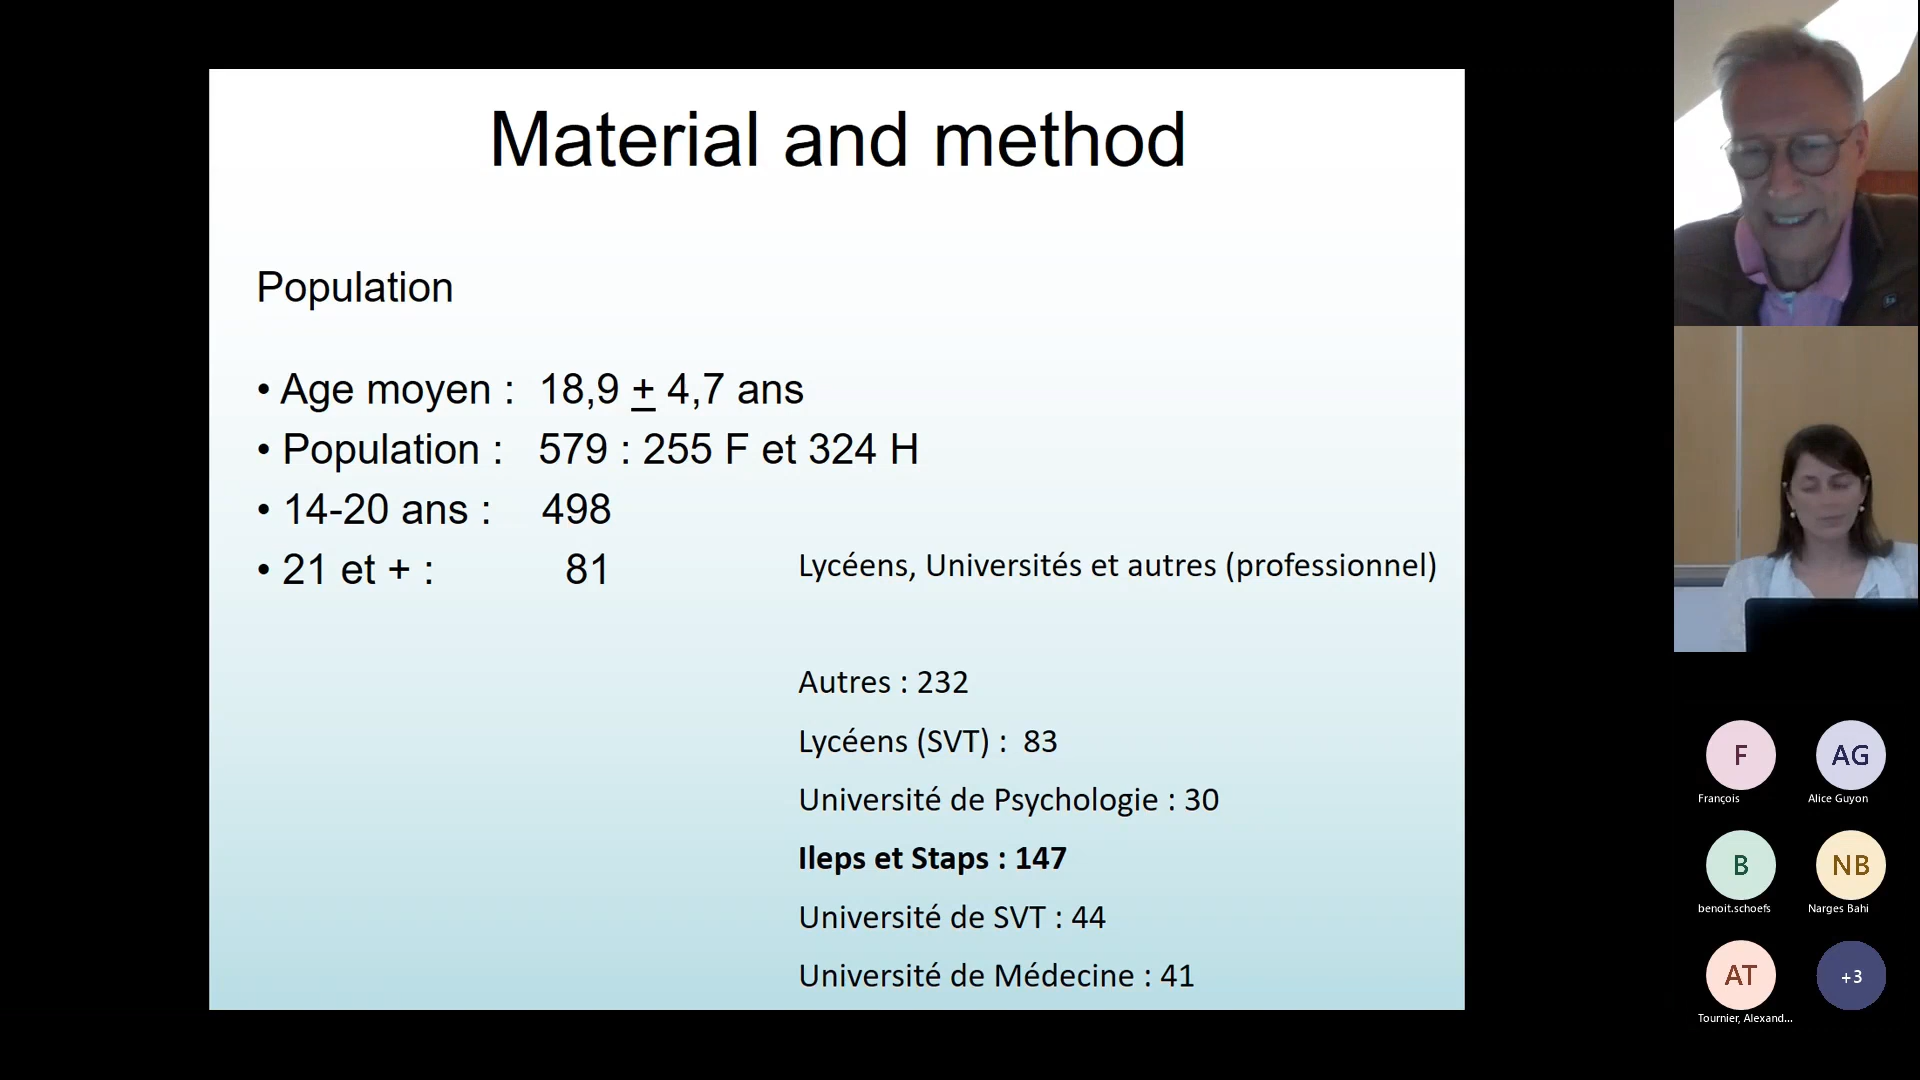 Material and method
Population
• Age moyen : 18,9 ± 4,7 ans
• Population : 579 : 255 F et 324 H
• 14-20 ans : 498
• 21 et + : 81
Lycéens, Universités et autres (professionnel)
Autres : 232
Lycéens (SVT) : 83
Université de Psychologie : 30
Ileps et Staps : 147
Université de SVT : 44
Université de Médecine : 41
F
François
AG
Alice Guyon
B
benoit.schoefs
NB
Narges Bahi
AT
Tournier, Alexand...
+3